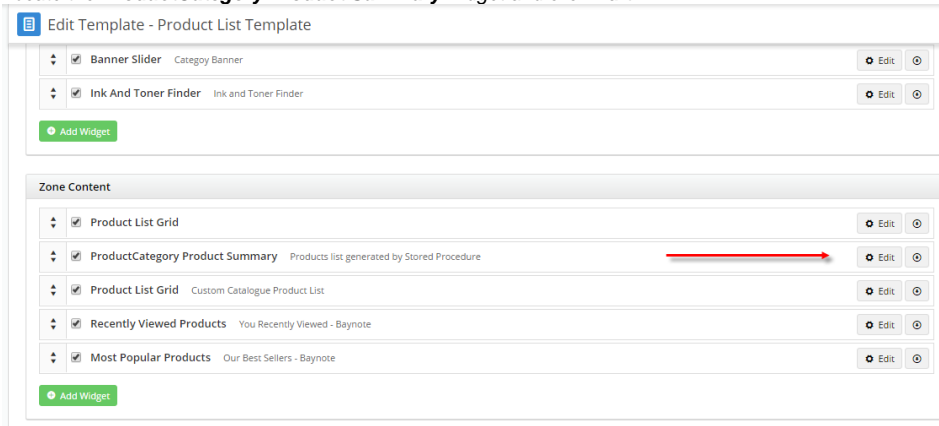 Edit Template - Product List Template
Banner Slider Categoy Banner Edit
Ink And Toner Finder Ink and Toner Finder Edit
Add Widget
Zone Content
Product List Grid Edit
ProductCategory Product Summary Products list generated by Stored Procedure Edit
Product List Grid Custom Catalogue Product List Edit
Recently Viewed Products You Recently Viewed - Baynote Edit
Most Popular Products Our Best Sellers - Baynote Edit
Add Widget